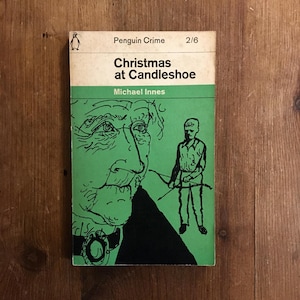 Penguin Crime 2/6
Christmas
at Candleshoe
Michael Innes